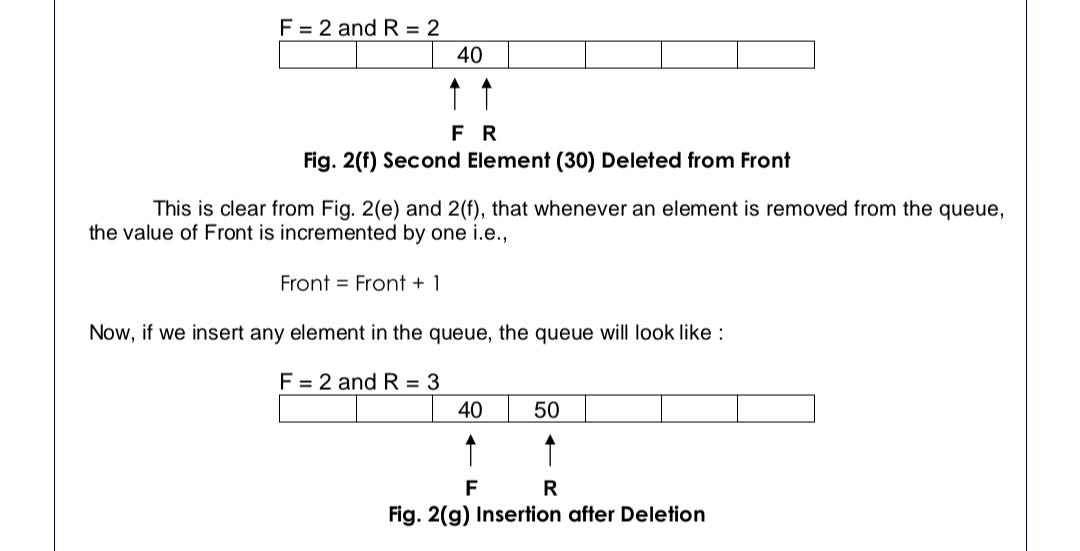 F = 2 and R = 2
40
F R
Fig. 2(f) Second Element (30) Deleted from Front
This is clear from Fig. 2(e) and 2(f), that whenever an element is removed from the queue,
the value of Front is incremented by one i.e.,
Front = Front + 1
Now, if we insert any element in the queue, the queue will look like :
F = 2 and R = 3
40 50
F R
Fig. 2(g) Insertion after Deletion